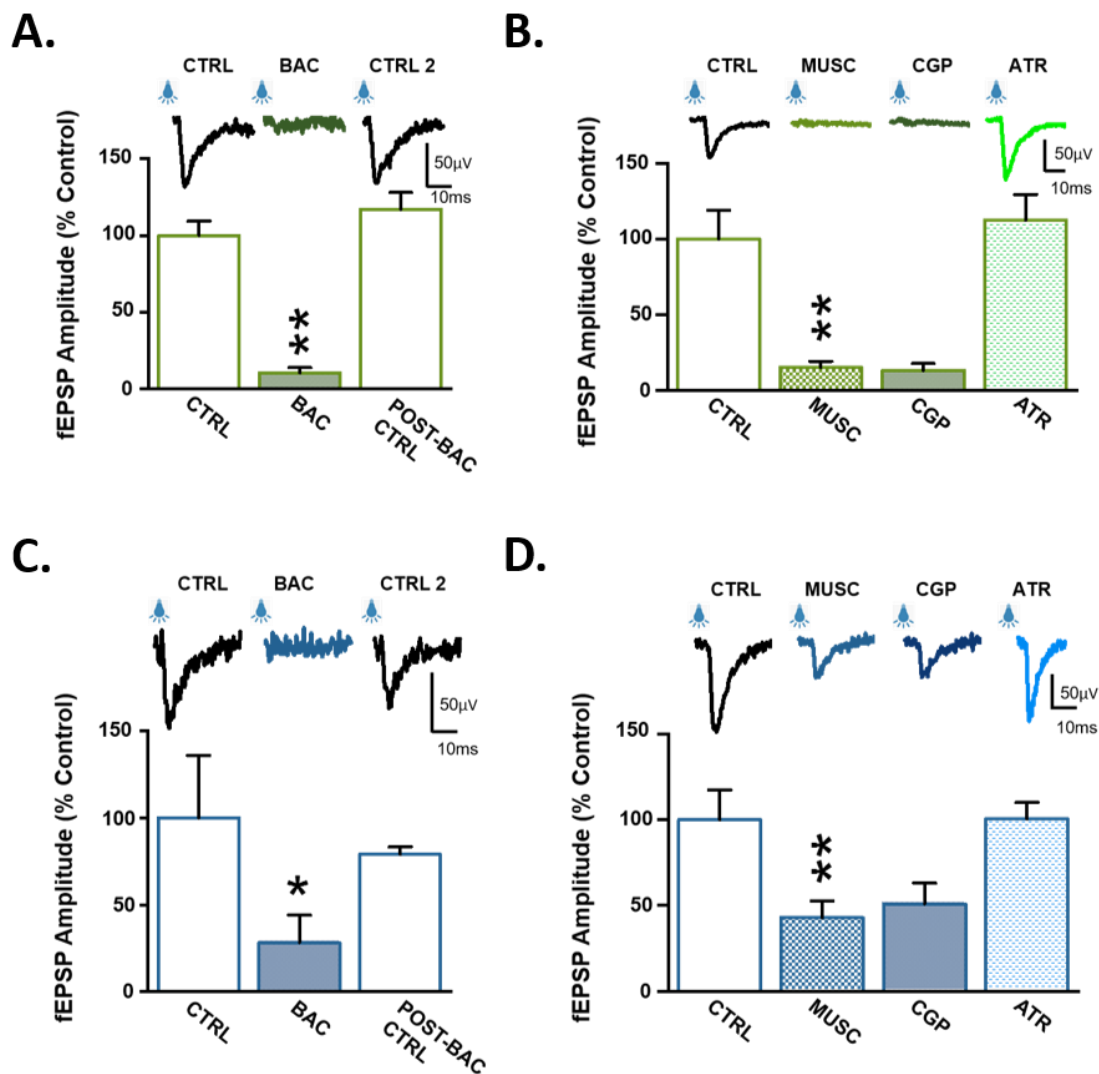 A.
CTRL BAC CTRL 2
50µV
10ms
fEPSP Amplitude (% Control)
150
100
50
0
**
CTRL BAC POST-BAC
CTRL
B.
CTRL MUSC CGP ATR
50µV
10ms
fEPSP Amplitude (% Control)
150
100
50
0
**
CTRL MUSC CGP ATR
C.
CTRL BAC CTRL 2
50µV
10ms
fEPSP Amplitude (% Control)
150
100
50
0
*
CTRL BAC POST-BAC
CTRL
D.
CTRL MUSC CGP ATR
50µV
10ms
fEPSP Amplitude (% Control)
150
100
50
0
**
CTRL MUSC CGP ATR